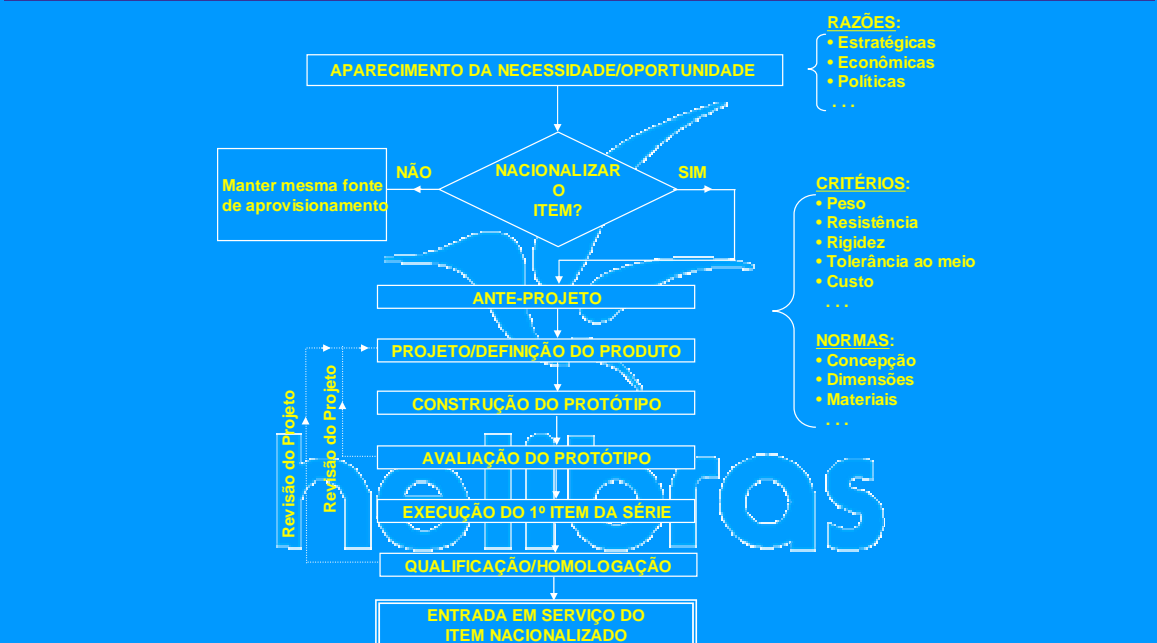 RAZÕES:
• Estratégicas
• Econômicas
• Políticas
. . .
APARECIMENTO DA NECESSIDADE/OPORTUNIDADE
NÃO
NACIONALIZAR
O
ITEM?
SIM
Manter mesma fonte
de aprovisionamento
CRITÉRIOS:
• Peso
• Resistência
• Rigidez
• Tolerância ao meio
• Custo
. . .
NORMAS:
• Concepção
• Dimensões
• Materiais
. . .
ANTE-PROJETO
PROJETO/DEFINIÇÃO DO PRODUTO
CONSTRUÇÃO DO PROTÓTIPO
AVALIAÇÃO DO PROTÓTIPO
EXECUÇÃO DO 1º ITEM DA SÉRIE
QUALIFICAÇÃO/HOMOLOGAÇÃO
ENTRADA EM SERVIÇO DO
ITEM NACIONALIZADO
Revisão do Projeto
Revisão do Projeto
helibras